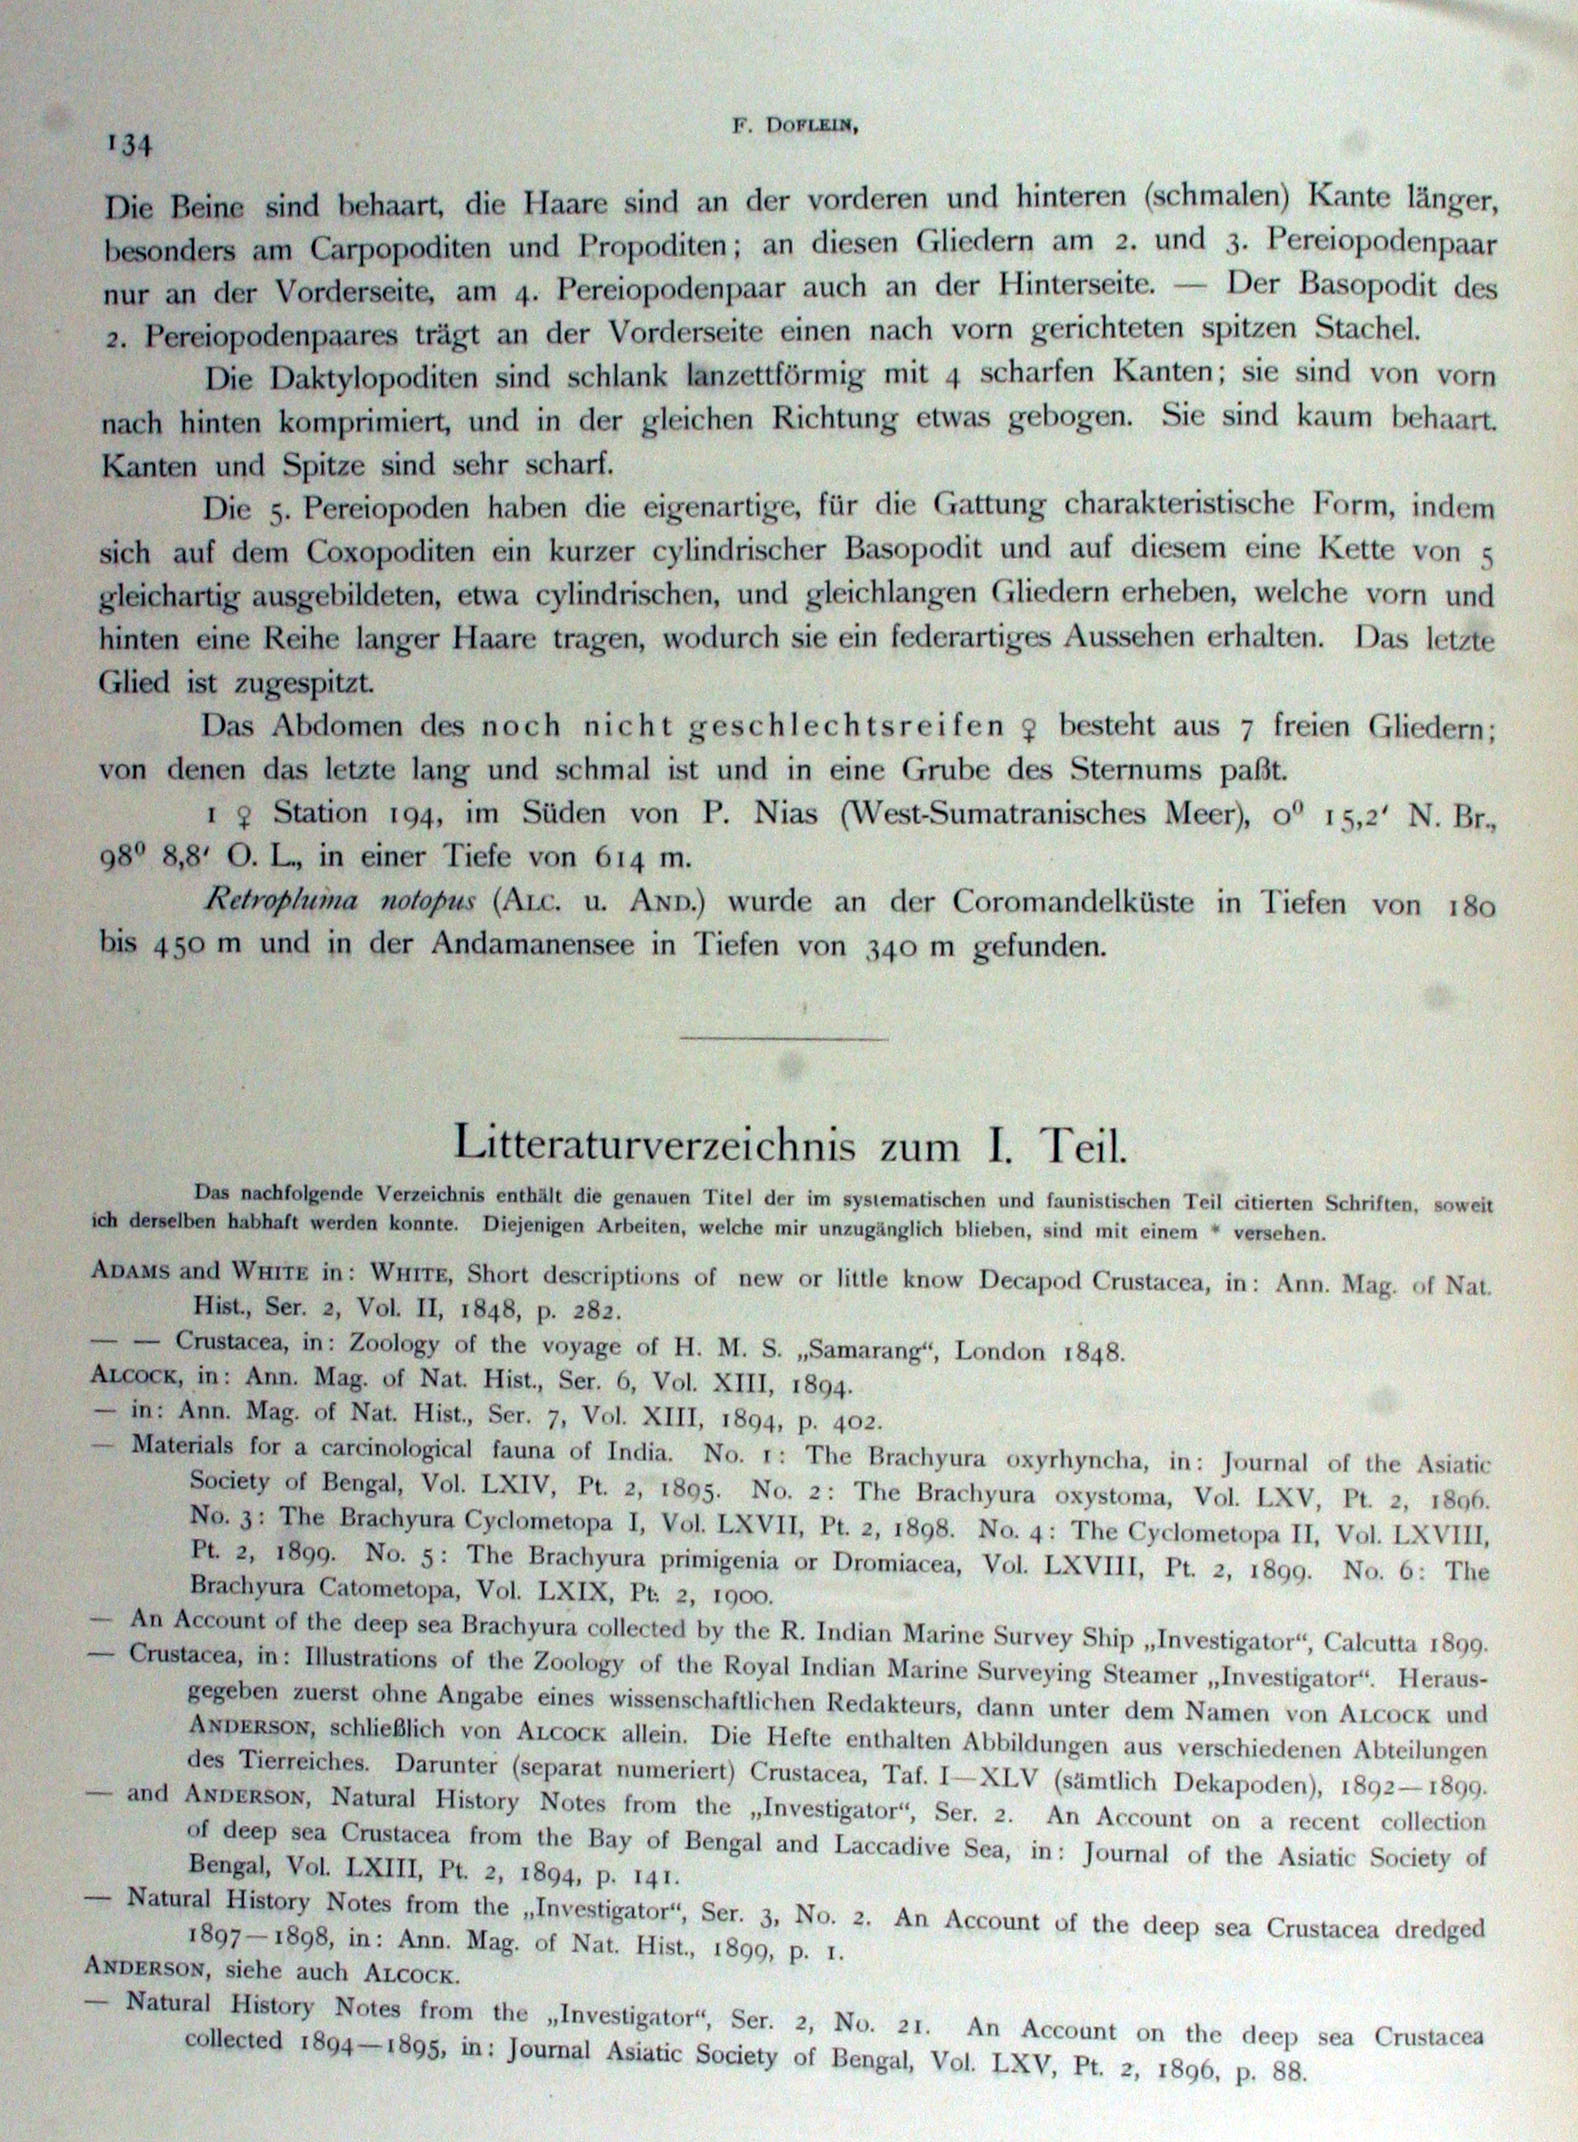 134
F. DOFLEIN,
Die Beine sind behaart, die Haare sind an der vorderen und hinteren (schmalen) Kante länger,
besonders am Carpopoditen und Propoditen; an diesen Gliedern am 2. und 3. Pereiopodenpaar
nur an der Vorderseite, am 4. Pereiopodenpaar auch an der Hinterseite. — Der Basopodit des
2. Pereiopodenpaares trägt an der Vorderseite einen nach vorn gerichteten spitzen Stachel.
Die Daktylopoditen sind schlank lanzettförmig mit 4 scharfen Kanten; sie sind von vorn
nach hinten komprimiert, und in der gleichen Richtung etwas gebogen. Sie sind kaum behaart.
Kanten und Spitze sind sehr scharf.
Die 5. Pereiopoden haben die eigenartige, für die Gattung charakteristische Form, indem
sich auf dem Coxopoditen ein kurzer cylindrischer Basopodit und auf diesem eine Kette von 5
gleichartig ausgebildeten, etwa cylindrischen, und gleichlangen Gliedern erheben, welche vorn und
hinten eine Reihe langer Haare tragen, wodurch sie ein federartiges Aussehen erhalten. Das letzte
Glied ist zugespitzt.
Das Abdomen des noch nicht geschlechtsreifen ♀ besteht aus 7 freien Gliedern;
von denen das letzte lang und schmal ist und in eine Grube des Sternums paßt.
1 ♀ Station 194, im Süden von P. Nias (West-Sumatranisches Meer), 0⁰ 15,2' N. Br.,
98⁰ 8,8' O. L., in einer Tiefe von 614 m.
Retropluma notopus (ALC. u. AND.) wurde an der Coromandelküste in Tiefen von 180
bis 450 m und in der Andamanensee in Tiefen von 340 m gefunden.
Litteraturverzeichnis zum I. Teil.
Das nachfolgende Verzeichnis enthält die genauen Titel der im systematischen und faunistischen Teil citierten Schriften, soweit
ich derselben habhaft werden konnte. Diejenigen Arbeiten, welche mir unzugänglich blieben, sind mit einem * versehen.
ADAMS and WHITE in: WHITE, Short descriptions of new or little know Decapod Crustacea, in: Ann. Mag. of Nat.
Hist., Ser. 2, Vol. II, 1848, p. 282.
— — Crustacea, in: Zoology of the voyage of H. M. S. „Samarang“, London 1848.
ALCOCK, in: Ann. Mag. of Nat. Hist., Ser. 6, Vol. XIII, 1894.
— in: Ann. Mag. of Nat. Hist., Ser. 7, Vol. XIII, 1894, p. 402.
— Materials for a carcinological fauna of India. No. 1: The Brachyura oxyrhyncha, in: Journal of the Asiatic
Society of Bengal, Vol. LXIV, Pt. 2, 1895. No. 2: The Brachyura oxystoma, Vol. LXV, Pt. 2, 1896.
No. 3: The Brachyura Cyclometopa I, Vol. LXVII, Pt. 2, 1898. No. 4: The Cyclometopa II, Vol. LXVIII,
Pt. 2, 1899. No. 5: The Brachyura primigenia or Dromiacea, Vol. LXVIII, Pt. 2, 1899. No. 6: The
Brachyura Catometopa, Vol. LXIX, Pt. 2, 1900.
— An Account of the deep sea Brachyura collected by the R. Indian Marine Survey Ship „Investigator“, Calcutta 1899.
— Crustacea, in: Illustrations of the Zoology of the Royal Indian Marine Surveying Steamer „Investigator“. Heraus-
gegeben zuerst ohne Angabe eines wissenschaftlichen Redakteurs, dann unter dem Namen von ALCOCK und
ANDERSON, schließlich von ALCOCK allein. Die Hefte enthalten Abbildungen aus verschiedenen Abteilungen
des Tierreiches. Darunter (separat numeriert) Crustacea, Taf. I—XLV (sämtlich Dekapoden), 1892—1899.
— and ANDERSON, Natural History Notes from the „Investigator“, Ser. 2. An Account on a recent collection
of deep sea Crustacea from the Bay of Bengal and Laccadive Sea, in: Journal of the Asiatic Society of
Bengal, Vol. LXIII, Pt. 2, 1894, p. 141.
— Natural History Notes from the „Investigator“, Ser. 3, No. 2. An Account of the deep sea Crustacea dredged
1897—1898, in: Ann. Mag. of Nat. Hist., 1899, p. 1.
ANDERSON, siehe auch ALCOCK.
— Natural History Notes from the „Investigator“, Ser. 2, No. 21. An Account on the deep sea Crustacea
collected 1894—1895, in: Journal Asiatic Society of Bengal, Vol. LXV, Pt. 2, 1896, p. 88.